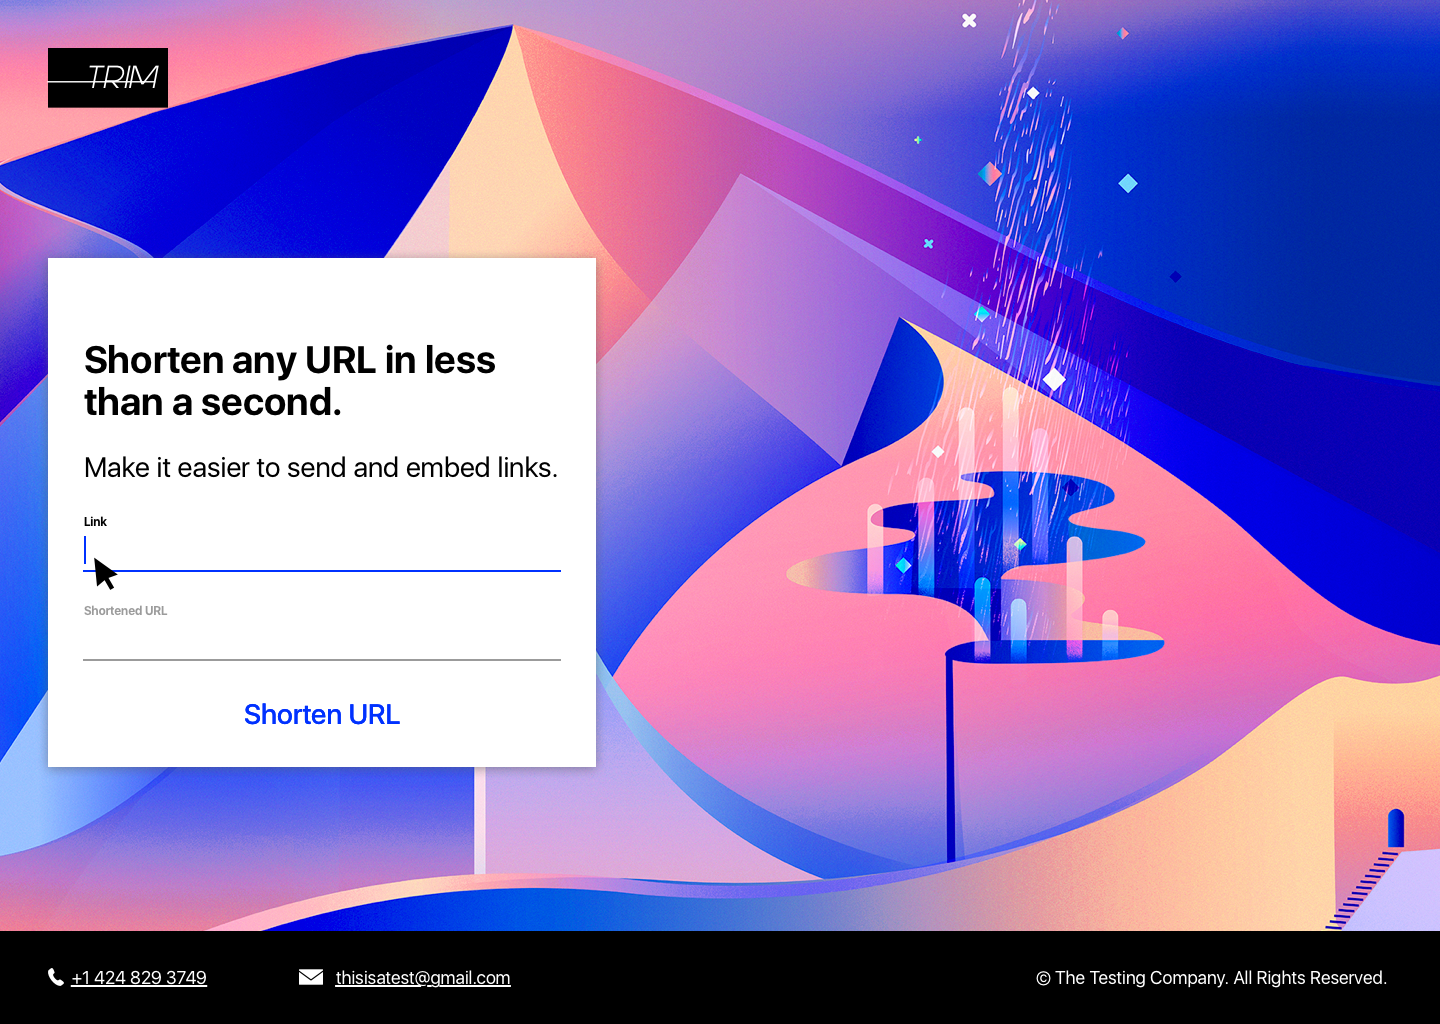 TRIM
Shorten any URL in less
than a second.
Make it easier to send and embed links.
Link
Shortened URL
Shorten URL
+1 424 829 3749
thisisatest@gmail.com
© The Testing Company. All Rights Reserved.